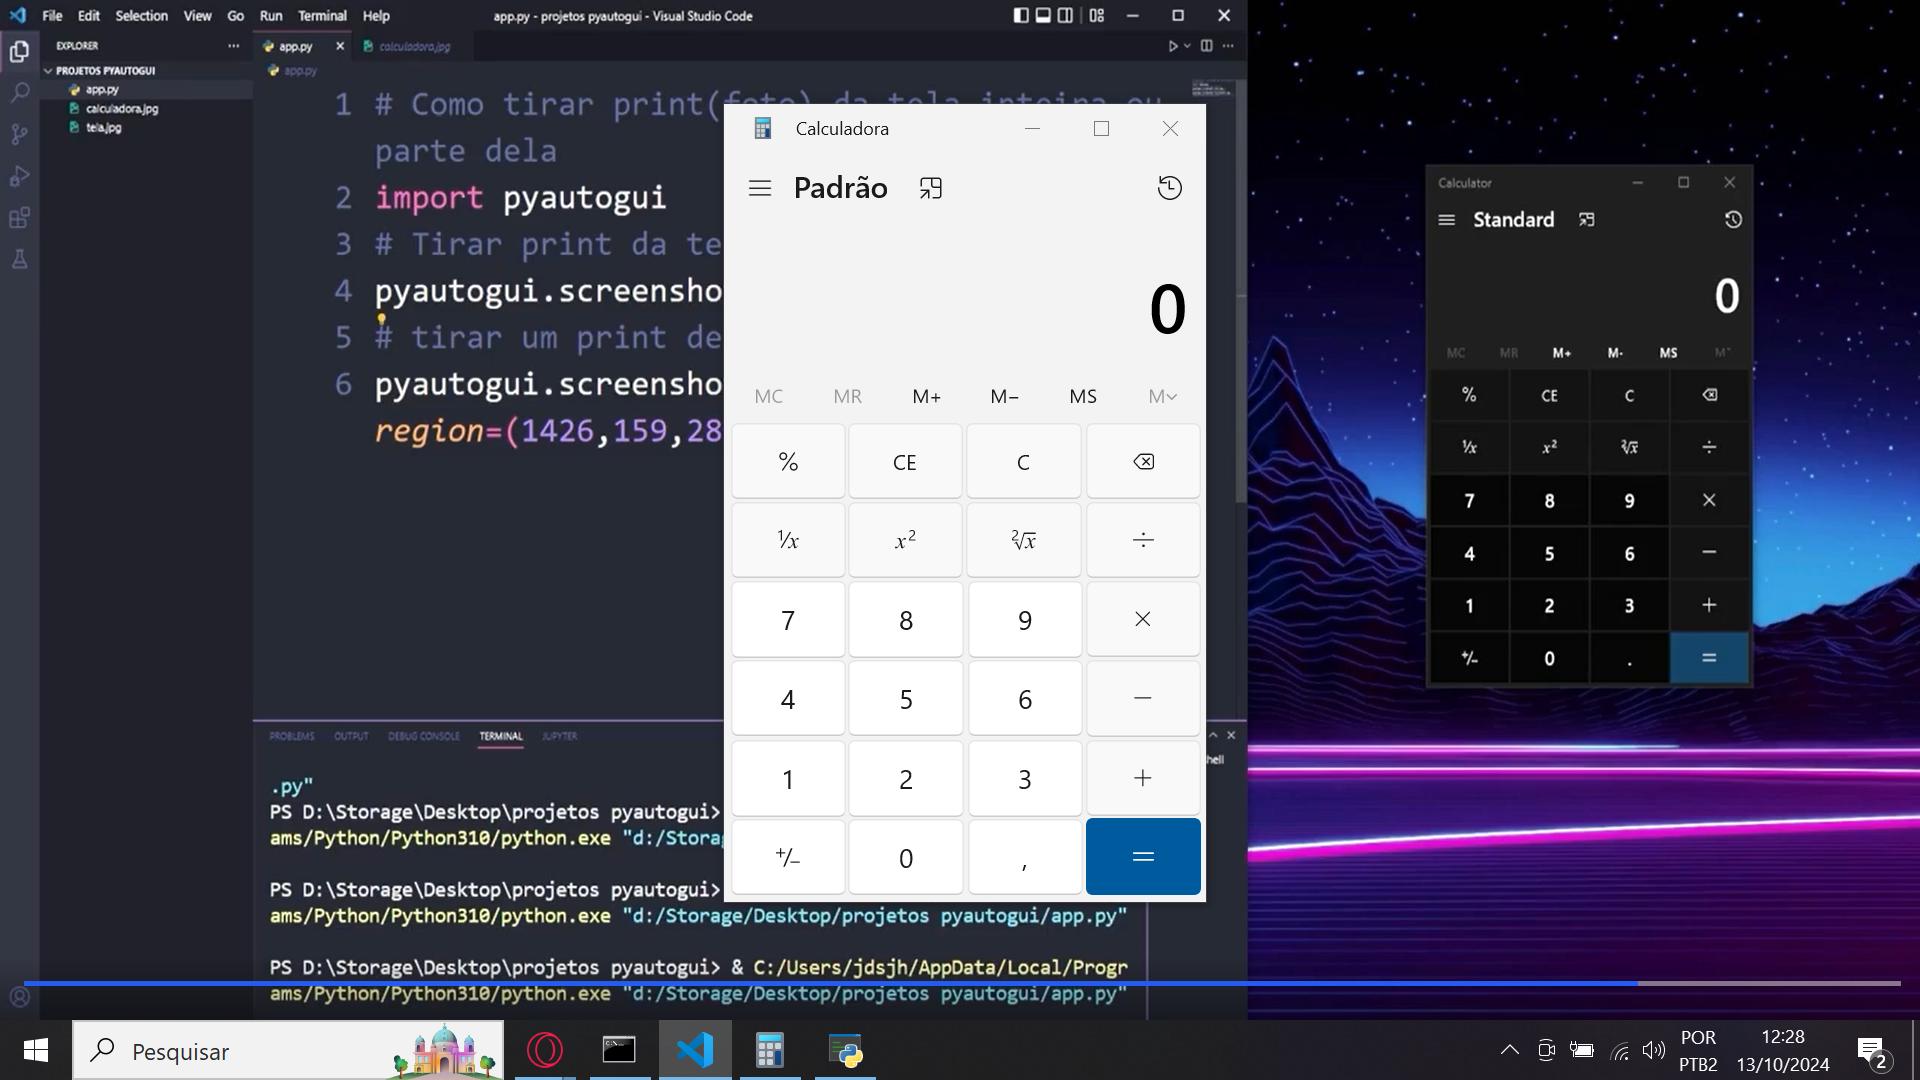 File Edit Selection View Go Run Terminal Help
app.py - projetos pyautogui - Visual Studio Code
EXPLORER
PROJETOS PYAUTOGUI
app.py
calculadora.jpg
tela.jpg
app.py
calculadora.jpg
app.py
1 # Como tirar print(foto) da tela inteira ou
parte dela
2 import pyautogui
3 # Tirar print da te
4 pyautogui.screensho
5 # tirar um print de
6 pyautogui.screensho
region=(1426,159,28
PROBLEMS OUTPUT DEBUG CONSOLE TERMINAL JUPYTER
hell
.py"
PS D:\Storage\Desktop\projetos pyautogui>
ams/Python/Python310/python.exe "d:/Stora
PS D:\Storage\Desktop\projetos pyautogui>
ams/Python/Python310/python.exe "d:/Storage/Desktop/projetos pyautogui/app.py"
PS D:\Storage\Desktop\projetos pyautogui> & C:/Users/jdsjh/AppData/Local/Progr
ams/Python/Python310/python.exe "d:/Storage/Desktop/projetos pyautogui/app.py"
Calculadora
Padrão
0
MC MR M+ M− MS M
% CE C
¹/x x² ²√x ÷
7 8 9 ×
4 5 6 −
1 2 3 +
+/− 0 , =
Calculator
Standard
0
MC MR M+ M- MS M
% CE C
¹/x x² ²√x ÷
7 8 9 ×
4 5 6 −
1 2 3 +
+/− 0 . =
Pesquisar
POR
PTB2
12:28
13/10/2024
2